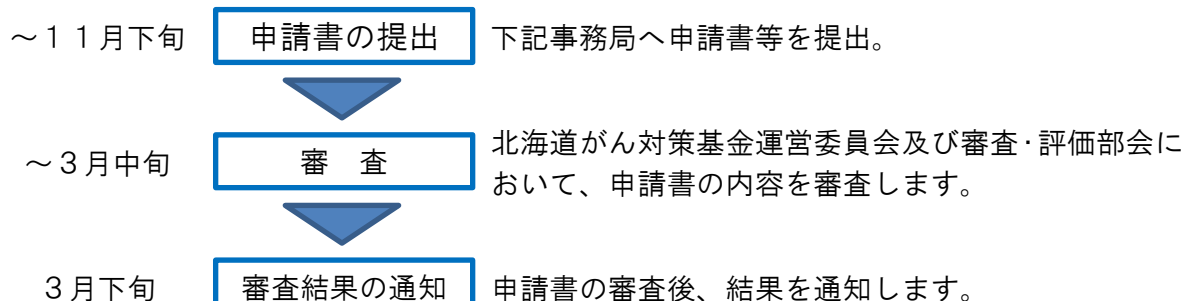 ～１１月下旬 申請書の提出 下記事務局へ申請書等を提出。
～３月中旬 審　査 北海道がん対策基金運営委員会及び審査・評価部会に
おいて、申請書の内容を審査します。
３月下旬 審査結果の通知 申請書の審査後、結果を通知します。